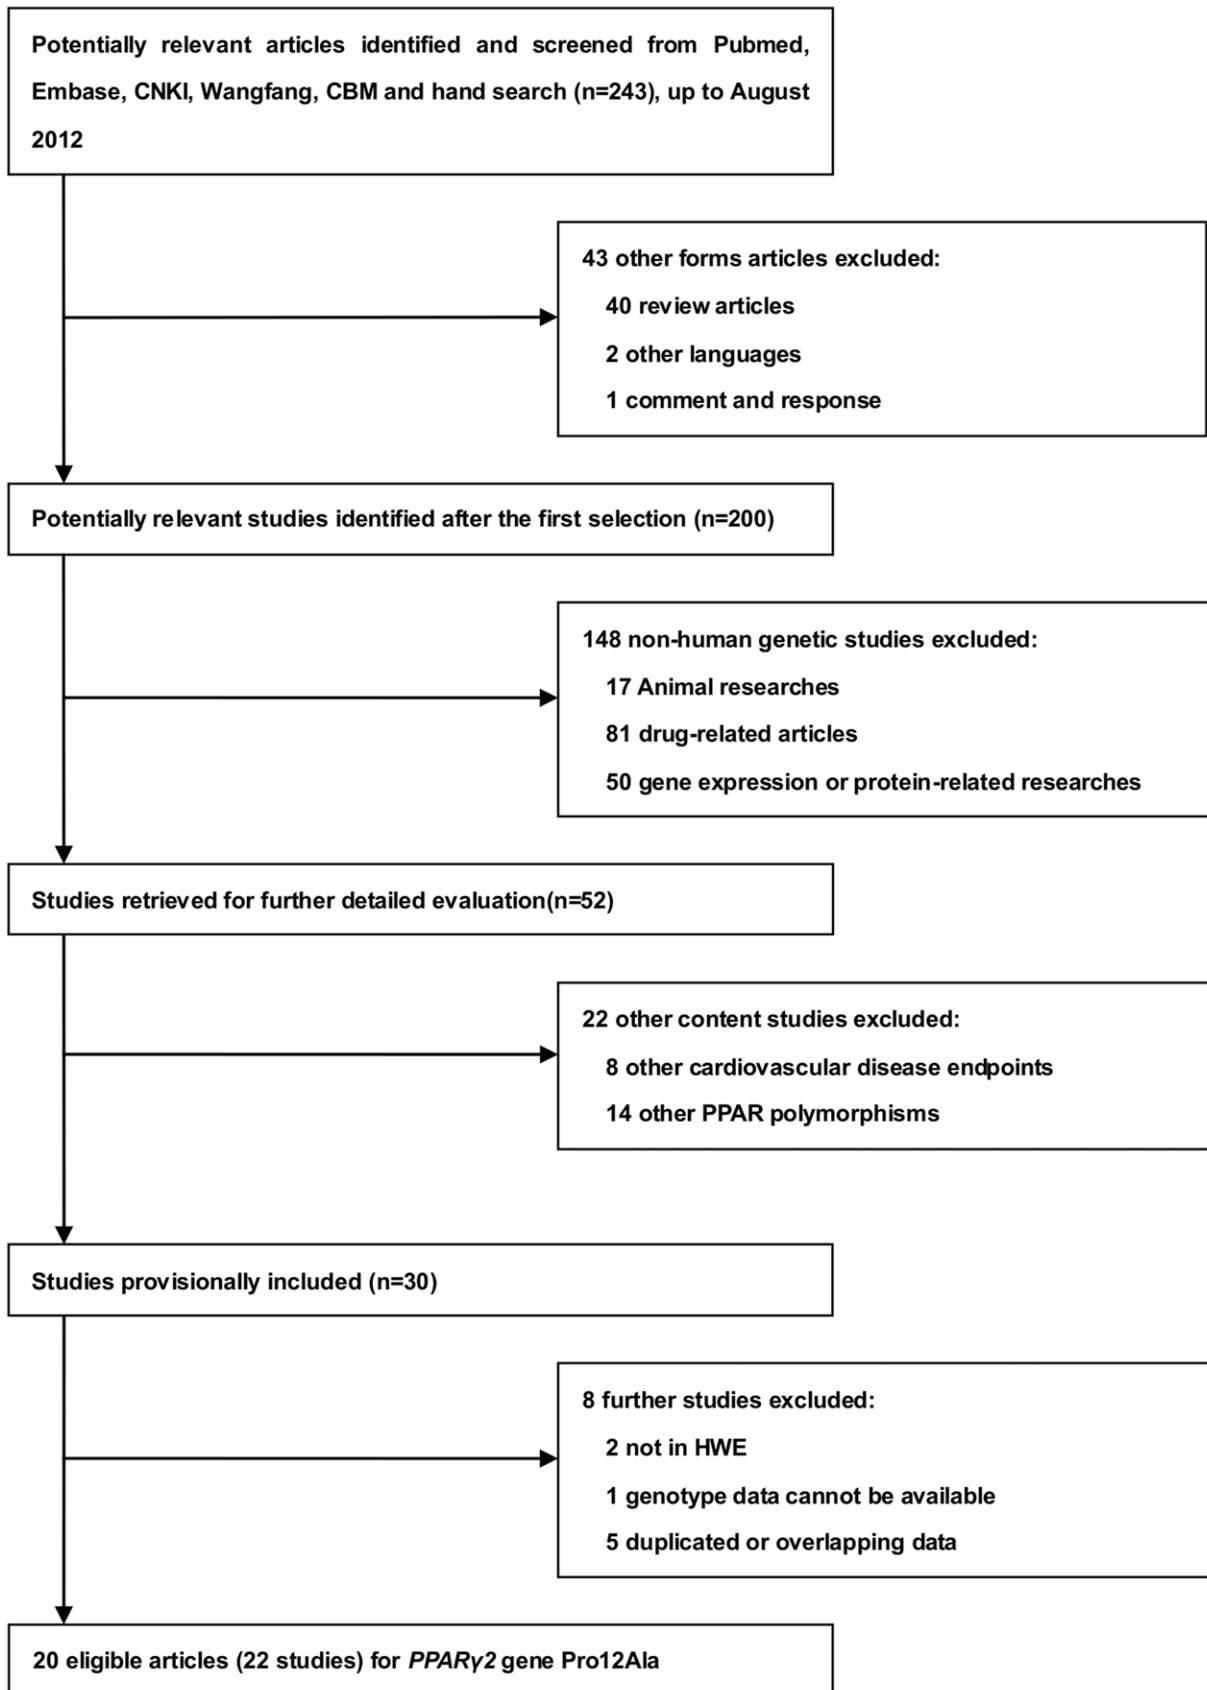 Potentially relevant articles identified and screened from Pubmed,
Embase, CNKI, Wangfang, CBM and hand search (n=243), up to August
2012
43 other forms articles excluded:
40 review articles
2 other languages
1 comment and response
Potentially relevant studies identified after the first selection (n=200)
148 non-human genetic studies excluded:
17 Animal researches
81 drug-related articles
50 gene expression or protein-related researches
Studies retrieved for further detailed evaluation(n=52)
22 other content studies excluded:
8 other cardiovascular disease endpoints
14 other PPAR polymorphisms
Studies provisionally included (n=30)
8 further studies excluded:
2 not in HWE
1 genotype data cannot be available
5 duplicated or overlapping data
20 eligible articles (22 studies) for PPARγ2 gene Pro12Ala